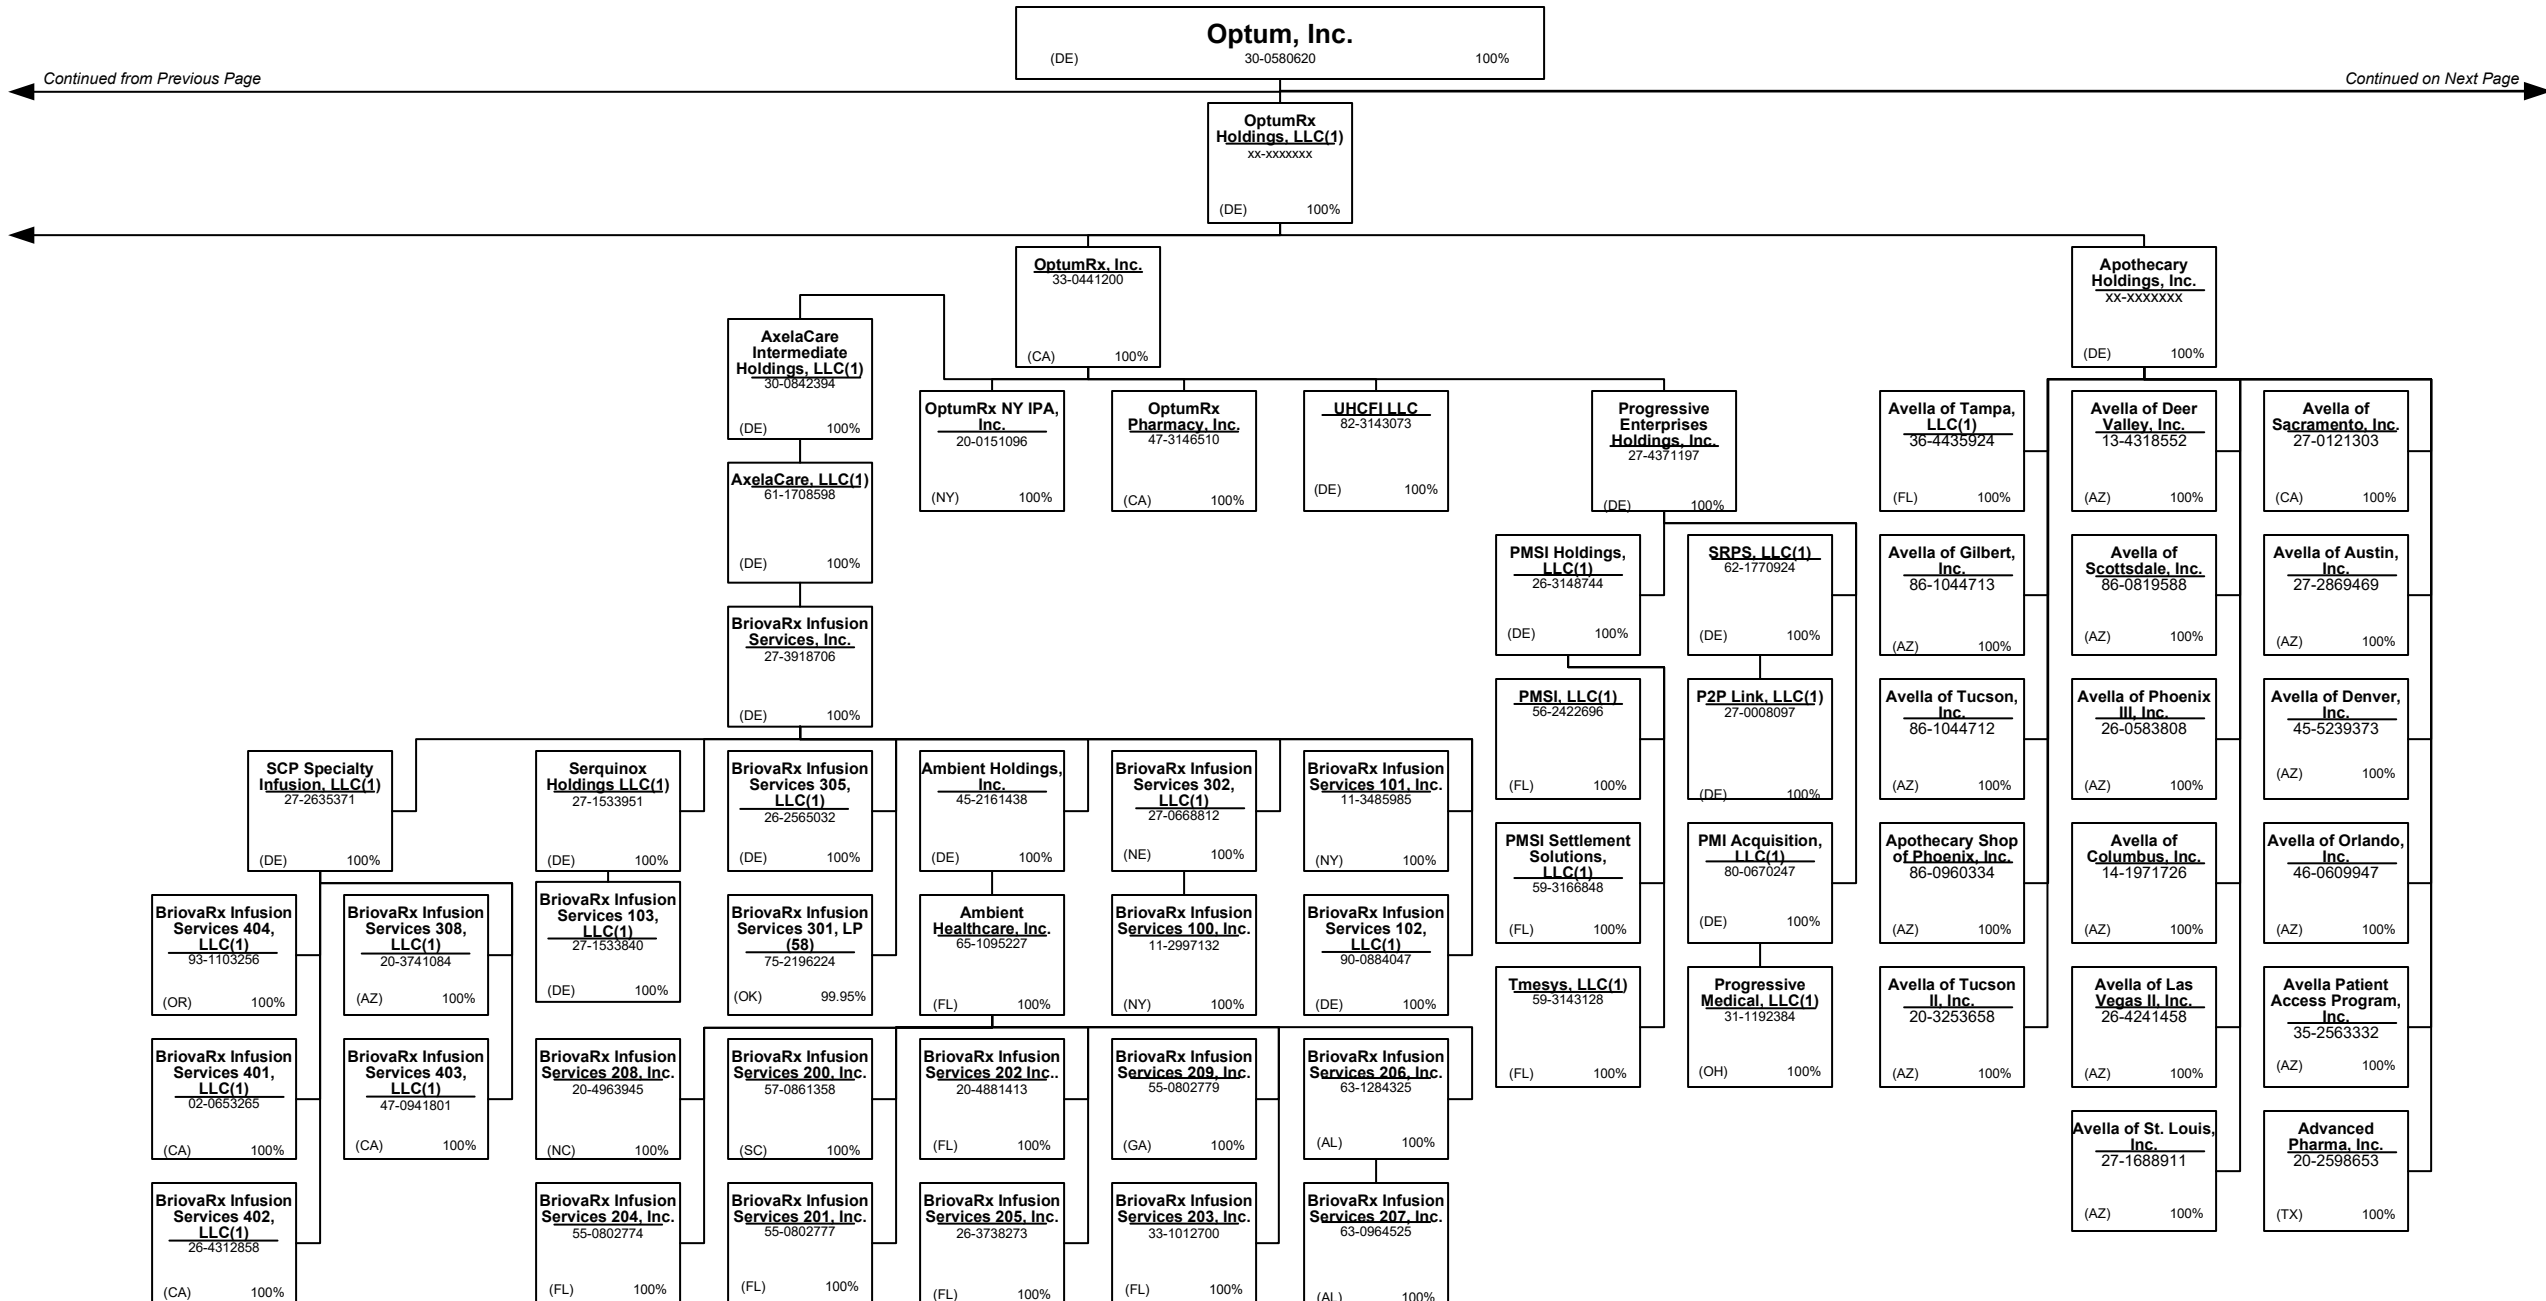 Optum, Inc.
(DE) 30-0580620 100%
Continued from Previous Page
Continued on Next Page
OptumRx
Holdings, LLC(1)
xx-xxxxxxx
(DE) 100%
OptumRx, Inc.
33-0441200
(CA) 100%
Apothecary
Holdings, Inc.
xx-xxxxxxx
(DE) 100%
AxelaCare
Intermediate
Holdings, LLC(1)
30-0842394
(DE) 100%
AxelaCare, LLC(1)
61-1708598
(DE) 100%
BriovaRx Infusion
Services, Inc.
27-3918706
(DE) 100%
OptumRx NY IPA,
Inc.
20-0151096
(NY) 100%
OptumRx
Pharmacy, Inc.
47-3146510
(CA) 100%
UHCFI LLC
82-3143073
(DE) 100%
Progressive
Enterprises
Holdings, Inc.
27-4371197
(DE) 100%
PMSI Holdings,
LLC(1)
26-3148744
(DE) 100%
SRPS, LLC(1)
62-1770924
(DE) 100%
PMSI, LLC(1)
56-2422696
(FL) 100%
P2P Link, LLC(1)
27-0008097
(DE) 100%
PMSI Settlement
Solutions,
LLC(1)
59-3166848
(FL) 100%
PMI Acquisition,
LLC(1)
80-0670247
(DE) 100%
Tmesys, LLC(1)
59-3143128
(FL) 100%
Progressive
Medical, LLC(1)
31-1192384
(OH) 100%
Avella of Tampa,
LLC(1)
36-4435924
(FL) 100%
Avella of Deer
Valley, Inc.
13-4318552
(AZ) 100%
Avella of
Sacramento, Inc.
27-0121303
(CA) 100%
Avella of Gilbert,
Inc.
86-1044713
(AZ) 100%
Avella of
Scottsdale, Inc.
86-0819588
(AZ) 100%
Avella of Austin,
Inc.
27-2869469
(AZ) 100%
Avella of Tucson,
Inc.
86-1044712
(AZ) 100%
Avella of Phoenix
III, Inc.
26-0583808
(AZ) 100%
Avella of Denver,
Inc.
45-5239373
(AZ) 100%
Apothecary Shop
of Phoenix, Inc.
86-0960334
(AZ) 100%
Avella of
Columbus, Inc.
14-1971726
(AZ) 100%
Avella of Orlando,
Inc.
46-0609947
(AZ) 100%
Avella of Tucson
II, Inc.
20-3253658
(AZ) 100%
Avella of Las
Vegas II, Inc.
26-4241458
(AZ) 100%
Avella Patient
Access Program,
Inc.
35-2563332
(AZ) 100%
Avella of St. Louis,
Inc.
27-1688911
(AZ) 100%
Advanced
Pharma, Inc.
20-2598653
(TX) 100%
SCP Specialty
Infusion, LLC(1)
27-2635371
(DE) 100%
Serquinox
Holdings LLC(1)
27-1533951
(DE) 100%
BriovaRx Infusion
Services 305,
LLC(1)
26-2565032
(DE) 100%
Ambient Holdings,
Inc.
45-2161438
(DE) 100%
BriovaRx Infusion
Services 302,
LLC(1)
27-0668812
(NE) 100%
BriovaRx Infusion
Services 101, Inc.
11-3485985
(NY) 100%
BriovaRx Infusion
Services 404,
LLC(1)
93-1103256
(OR) 100%
BriovaRx Infusion
Services 308,
LLC(1)
20-3741084
(AZ) 100%
BriovaRx Infusion
Services 103,
LLC(1)
27-1533840
(DE) 100%
BriovaRx Infusion
Services 301, LP
(58)
75-2196224
(OK) 99.95%
Ambient
Healthcare, Inc.
65-1095227
(FL) 100%
BriovaRx Infusion
Services 100, Inc.
11-2997132
(NY) 100%
BriovaRx Infusion
Services 102,
LLC(1)
90-0884047
(DE) 100%
BriovaRx Infusion
Services 401,
LLC(1)
02-0653265
(CA) 100%
BriovaRx Infusion
Services 403,
LLC(1)
47-0941801
(CA) 100%
BriovaRx Infusion
Services 208, Inc.
20-4963945
(NC) 100%
BriovaRx Infusion
Services 200, Inc.
57-0861358
(SC) 100%
BriovaRx Infusion
Services 202 Inc..
20-4881413
(FL) 100%
BriovaRx Infusion
Services 209, Inc.
55-0802779
(GA) 100%
BriovaRx Infusion
Services 206, Inc.
63-1284325
(AL) 100%
BriovaRx Infusion
Services 402,
LLC(1)
26-4312858
(CA) 100%
BriovaRx Infusion
Services 204, Inc.
55-0802774
(FL) 100%
BriovaRx Infusion
Services 201, Inc.
55-0802777
(FL) 100%
BriovaRx Infusion
Services 205, Inc.
26-3738273
(FL) 100%
BriovaRx Infusion
Services 203, Inc.
33-1012700
(FL) 100%
BriovaRx Infusion
Services 207, Inc.
63-0964525
(AL) 100%